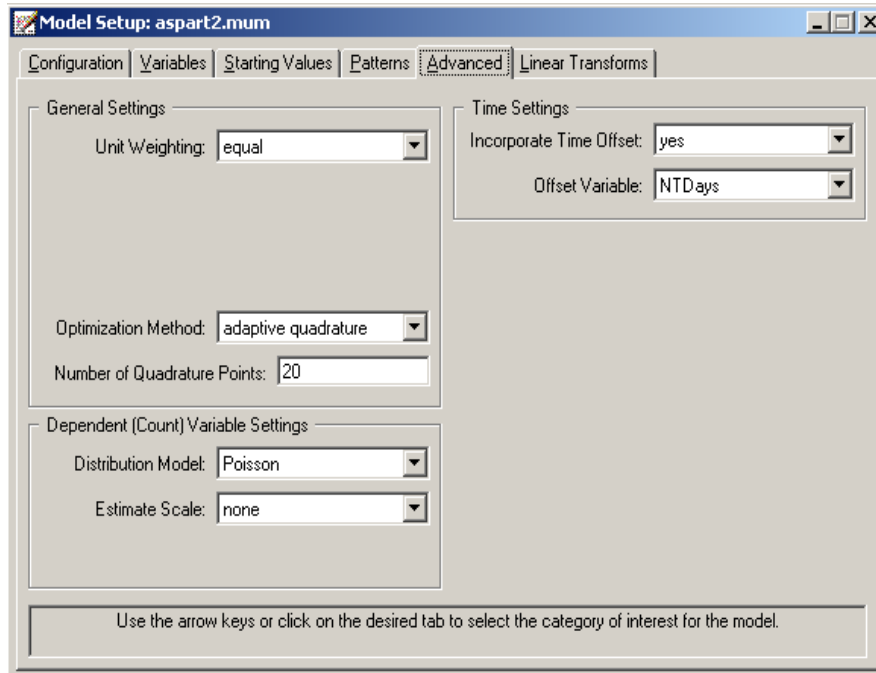 Model Setup: aspart2.mum
Configuration Variables Starting Values Patterns Advanced Linear Transforms
General Settings
Unit Weighting: equal
Optimization Method: adaptive quadrature
Number of Quadrature Points: 20
Dependent (Count) Variable Settings
Distribution Model: Poisson
Estimate Scale: none
Time Settings
Incorporate Time Offset: yes
Offset Variable: NTDays
Use the arrow keys or click on the desired tab to select the category of interest for the model.